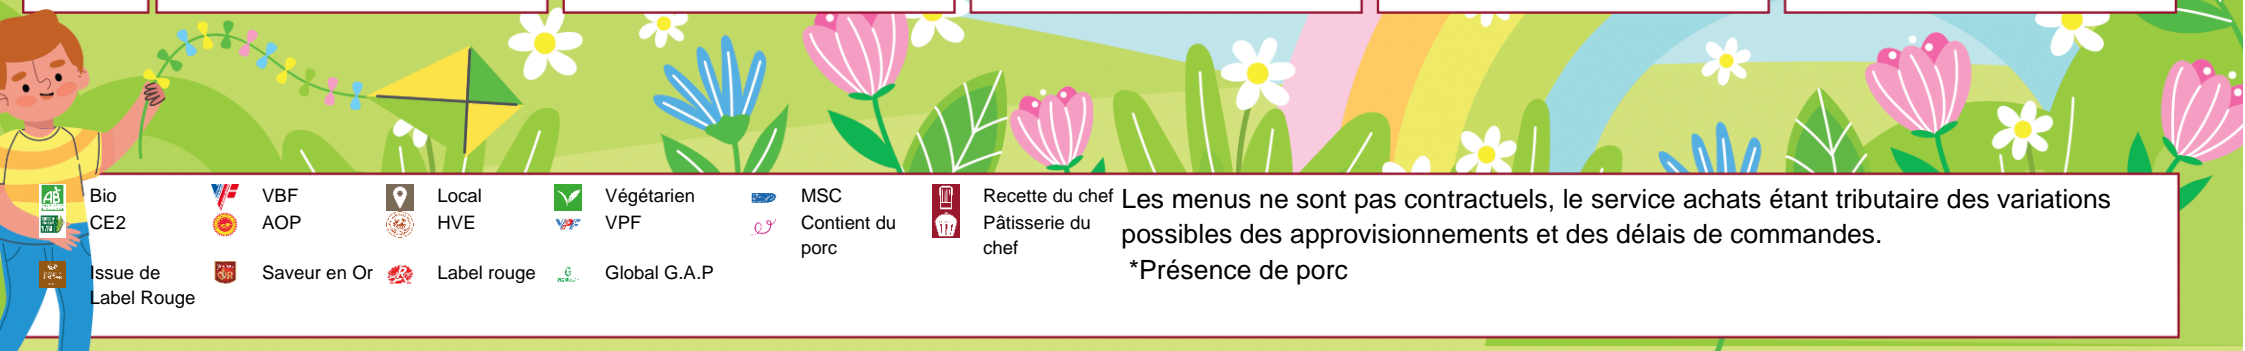 Bio VBF Local Végétarien MSC Recette du chef
CE2 AOP HVE VPF Contient du porc Pâtisserie du chef
Issue de Label Rouge Saveur en Or Label rouge Global G.A.P
Les menus ne sont pas contractuels, le service achats étant tributaire des variations
possibles des approvisionnements et des délais de commandes.
*Présence de porc